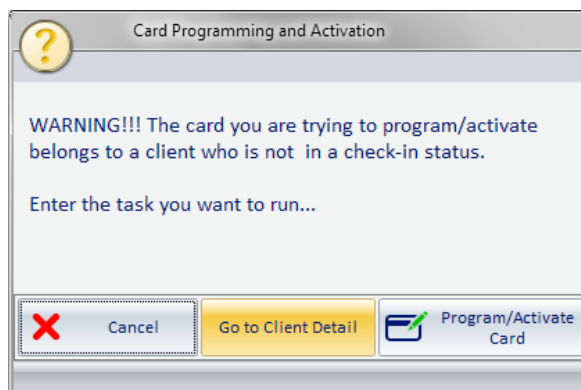 Card Programming and Activation
WARNING!!! The card you are trying to program/activate
belongs to a client who is not in a check-in status.
Enter the task you want to run...
Cancel
Go to Client Detail
Program/Activate
Card